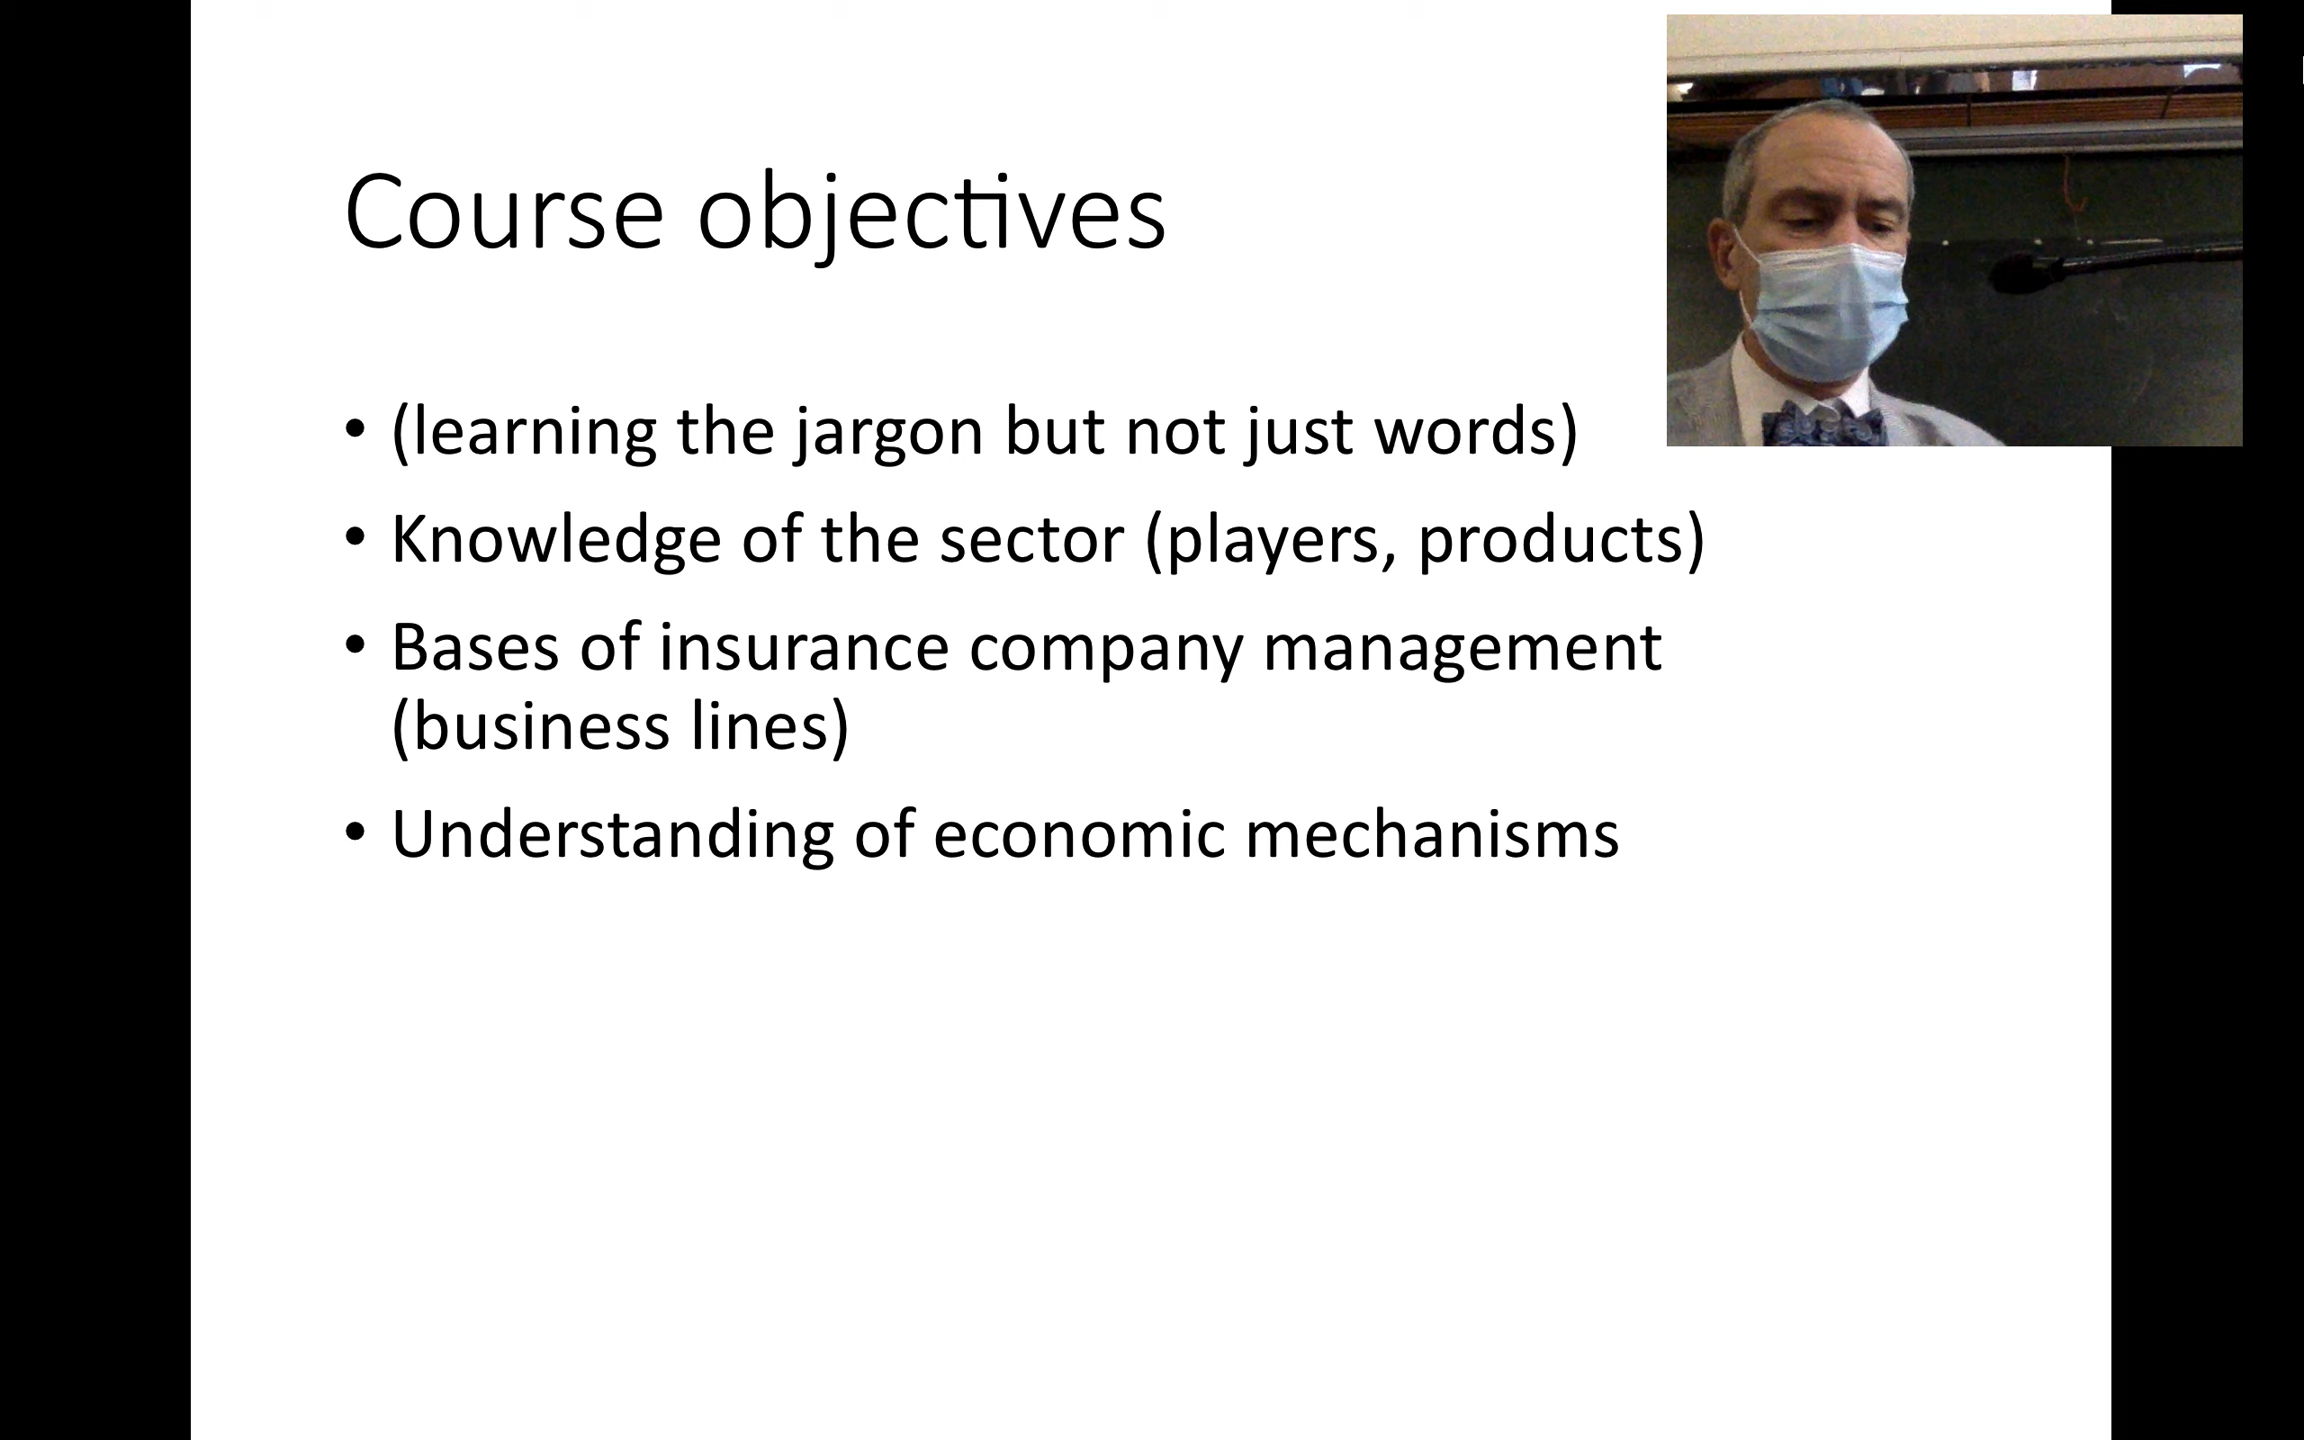 Course objectives
• (learning the jargon but not just words)
• Knowledge of the sector (players, products)
• Bases of insurance company management
(business lines)
• Understanding of economic mechanisms